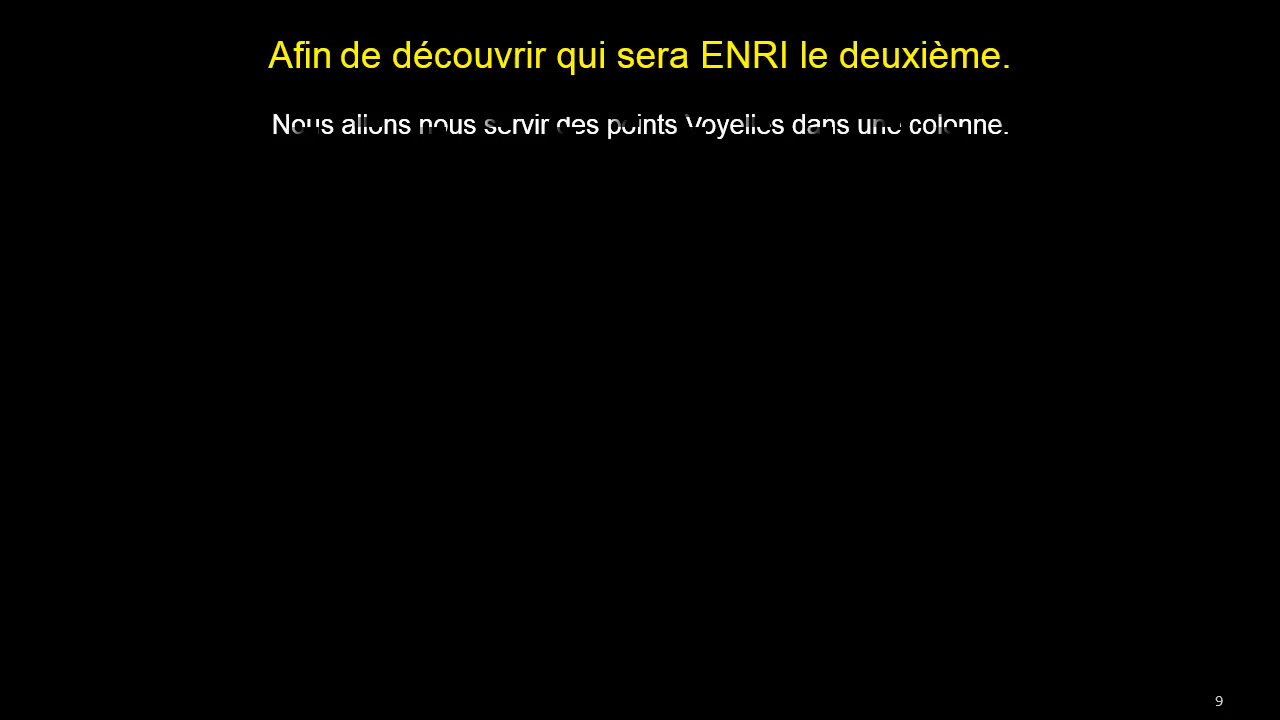 Afin de découvrir qui sera ENRI le deuxième.
Nous allons nous servir des points Voyelles dans une colonne.
9